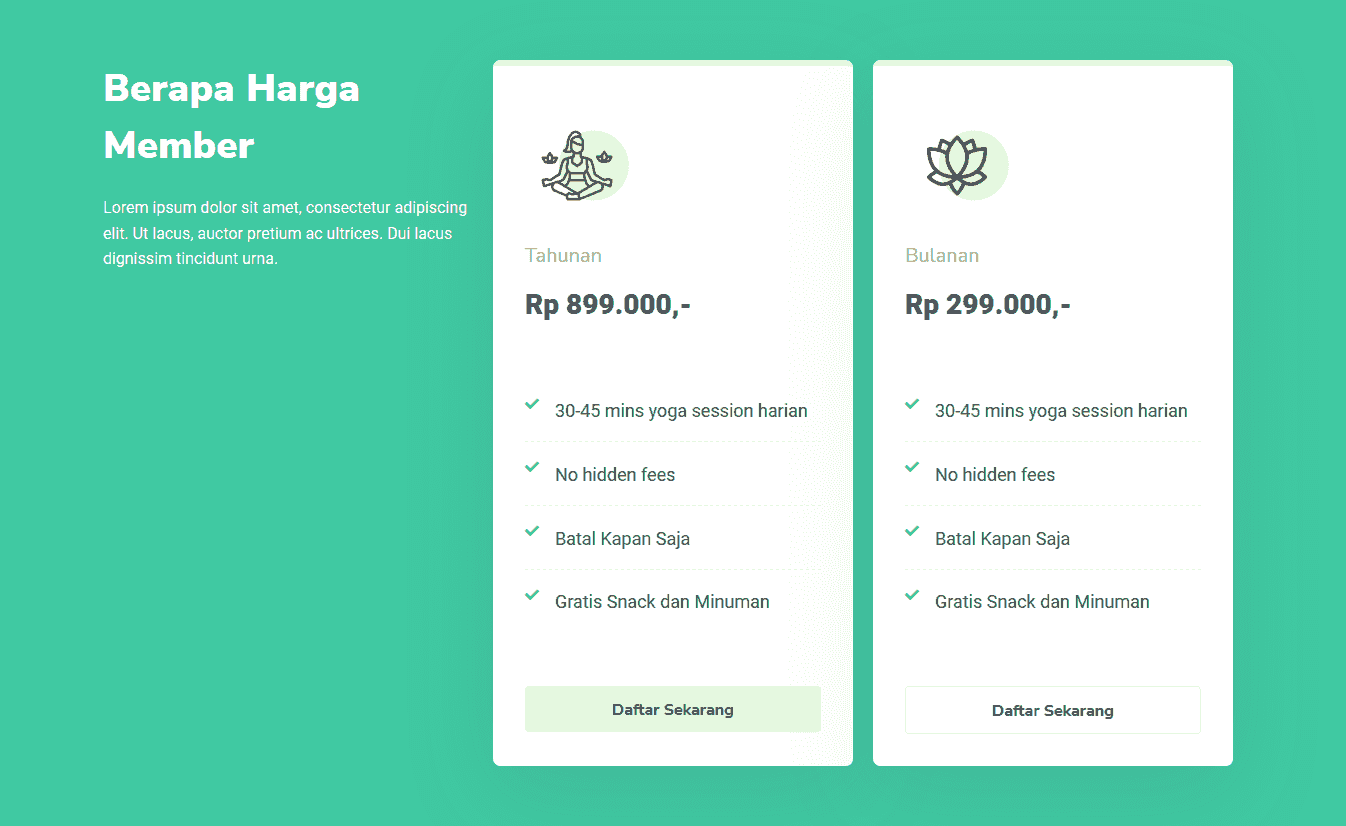 Berapa Harga
Member
Lorem ipsum dolor sit amet, consectetur adipiscing
elit. Ut lacus, auctor pretium ac ultrices. Dui lacus
dignissim tincidunt urna.
Tahunan
Rp 899.000,-
30-45 mins yoga session harian
No hidden fees
Batal Kapan Saja
Gratis Snack dan Minuman
Daftar Sekarang
Bulanan
Rp 299.000,-
30-45 mins yoga session harian
No hidden fees
Batal Kapan Saja
Gratis Snack dan Minuman
Daftar Sekarang